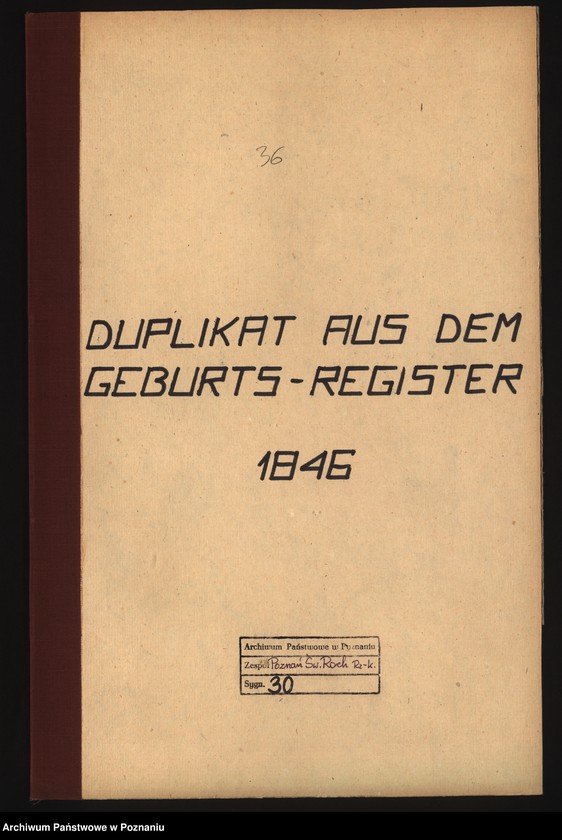 36
DUPLIKAT AUS DEM
GEBURTS-REGISTER
1846
Archiwum Państwowe w Poznaniu
Zespół Poznań Św. Roch Rz-k.
Sygn. 30
Archiwum Państwowe w Poznaniu